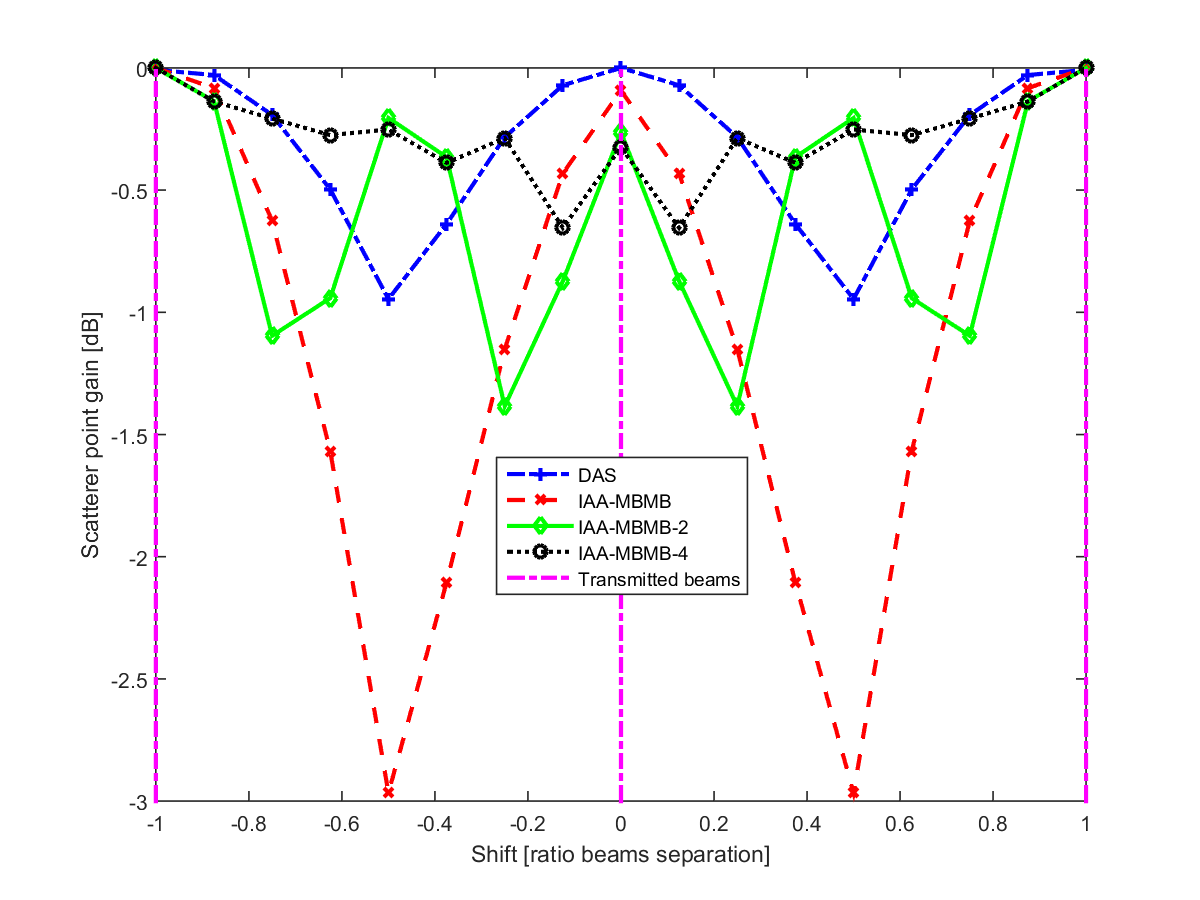 0
-0.5
-1
-1.5
-2
-2.5
-3
Scatterer point gain [dB]
DAS
IAA-MBMB
IAA-MBMB-2
IAA-MBMB-4
Transmitted beams
-1 -0.8 -0.6 -0.4 -0.2 0 0.2 0.4 0.6 0.8 1
Shift [ratio beams separation]